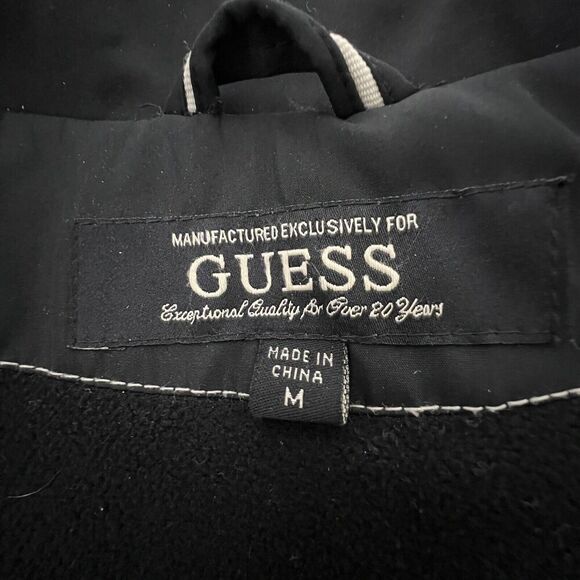 MANUFACTURED EXCLUSIVELY FOR
GUESS
Exceptional Quality for Over 20 Years
MADE IN
CHINA
M